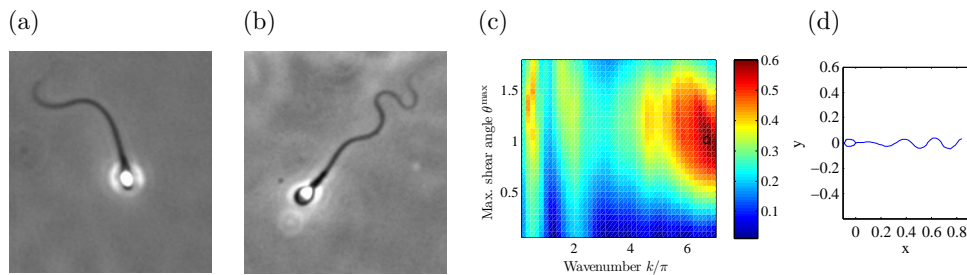 (a)
(b)
(c)
(d)
Max. shear angle θ^max
1.5
1
0.5
2
4
6
Wavenumber k/π
0.6
0.5
0.4
0.3
0.2
0.1
y
0.6
0.4
0.2
0
−0.2
−0.4
0 0.2 0.4 0.6 0.8
x